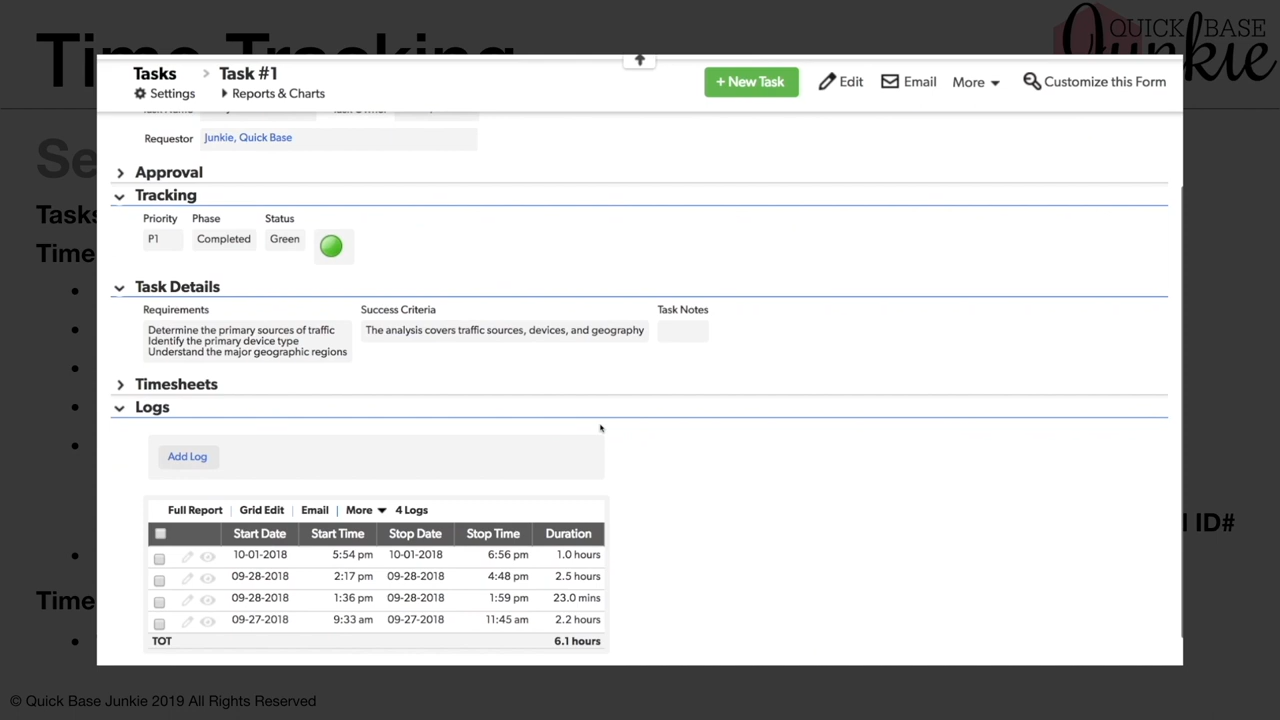 Time Tracking
QUICK BASE
Junkie
Tasks > Task #1
Settings Reports & Charts
+ New Task Edit Email More Customize this Form
Requestor Junkie, Quick Base
Se
Approval
Tracking
Tasks
Priority Phase Status
P1 Completed Green
Time
Task Details
Requirements Success Criteria Task Notes
Determine the primary sources of traffic
Identify the primary device type
Understand the major geographic regions
The analysis covers traffic sources, devices, and geography
Timesheets
Logs
Add Log
Full Report | Grid Edit | Email | More 4 Logs
ID#
Start Date Start Time Stop Date Stop Time Duration
10-01-2018 5:54 pm 10-01-2018 6:56 pm 1.0 hours
09-28-2018 2:17 pm 09-28-2018 4:48 pm 2.5 hours
09-28-2018 1:36 pm 09-28-2018 1:59 pm 23.0 mins
Time
09-27-2018 9:33 am 09-27-2018 11:45 am 2.2 hours
TOT 6.1 hours
© Quick Base Junkie 2019 All Rights Reserved